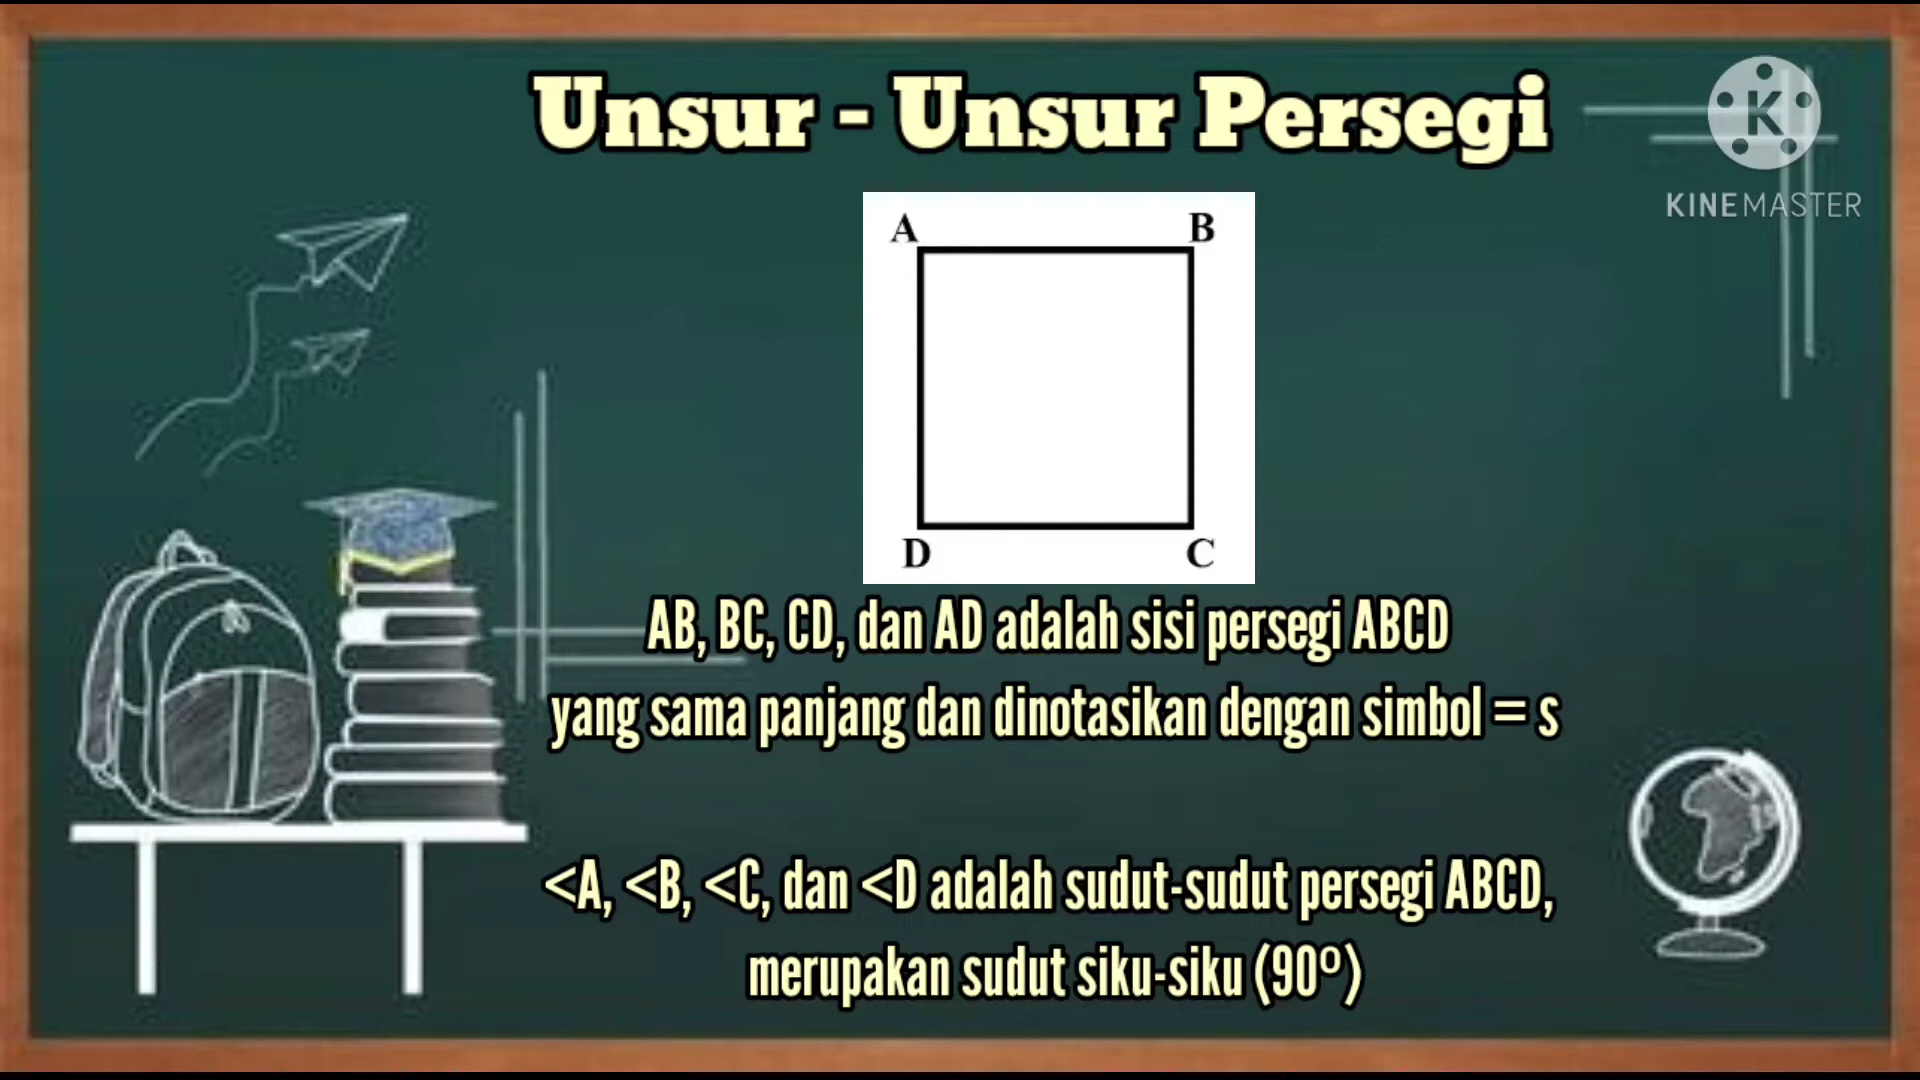 Unsur - Unsur Persegi
KINEMASTER
A B
D C
AB, BC, CD, dan AD adalah sisi persegi ABCD
yang sama panjang dan dinotasikan dengan simbol = s
<A, <B, <C, dan <D adalah sudut-sudut persegi ABCD,
merupakan sudut siku-siku (90º)